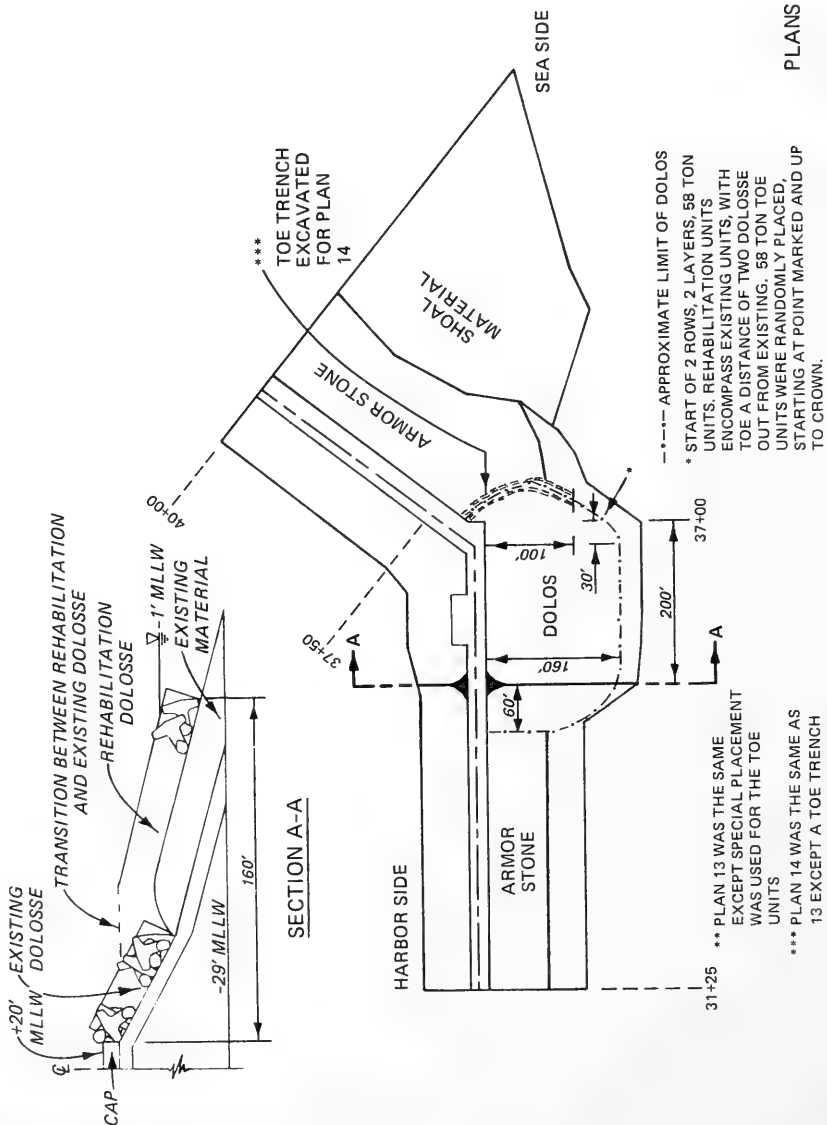 TRANSITION BETWEEN REHABILITATION
AND EXISTING DOLOSSE
REHABILITATION
DOLOSSE
-1' MLLW
EXISTING
MATERIAL
+20'
MLLW
EXISTING
DOLOSSE
℄
CAP
-29' MLLW
160'
SECTION A-A
40+00
37+50
*** 
TOE TRENCH
EXCAVATED
FOR PLAN
14
ARMOR STONE
SHOAL
MATERIAL
SEA SIDE
HARBOR SIDE
A
A
60'
160'
100'
30'
200'
DOLOS
*
ARMOR
STONE
31+25
37+00
** PLAN 13 WAS THE SAME
EXCEPT SPECIAL PLACEMENT
WAS USED FOR THE TOE
UNITS
*** PLAN 14 WAS THE SAME AS
13 EXCEPT A TOE TRENCH
—•—•— APPROXIMATE LIMIT OF DOLOS
* START OF 2 ROWS, 2 LAYERS, 58 TON
UNITS. REHABILITATION UNITS
ENCOMPASS EXISTING UNITS, WITH
TOE A DISTANCE OF TWO DOLOSSE
OUT FROM EXISTING. 58 TON TOE
UNITS WERE RANDOMLY PLACED,
STARTING AT POINT MARKED AND UP
TO CROWN.
PLANS